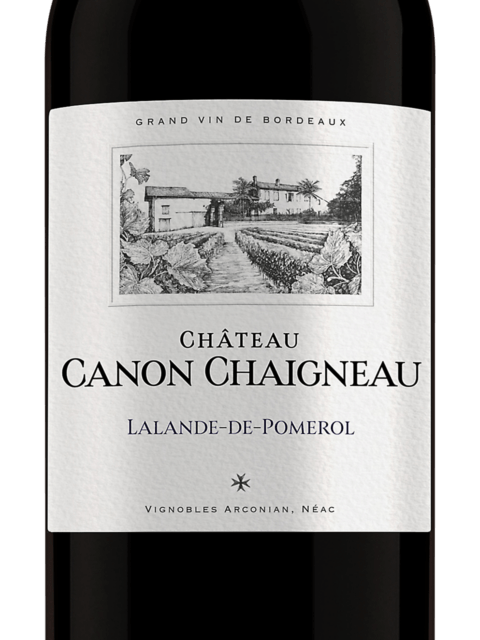 GRAND VIN DE BORDEAUX
CHÂTEAU
CANON CHAIGNEAU
LALANDE-DE-POMEROL
VIGNOBLES ARCONIAN, NÉAC